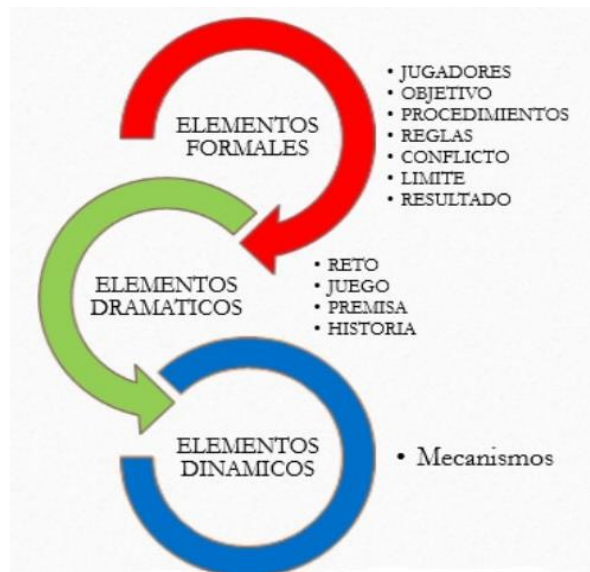 ELEMENTOS
FORMALES
• JUGADORES
• OBJETIVO
• PROCEDIMIENTOS
• REGLAS
• CONFLICTO
• LIMITE
• RESULTADO
ELEMENTOS
DRAMATICOS
• RETO
• JUEGO
• PREMISA
• HISTORIA
ELEMENTOS
DINAMICOS
• Mecanismos